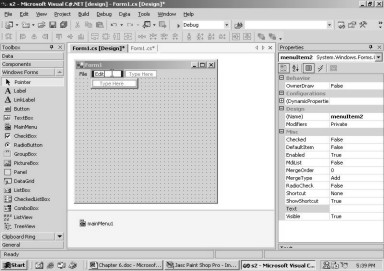 s2 - Microsoft Visual C#.NET [design] - Form1.cs [Design]*
File Edit View Project Build Debug Data Tools Window Help
Debug
Toolbox
Data
Components
Windows Forms
Pointer
Label
LinkLabel
Button
TextBox
MainMenu
CheckBox
RadioButton
GroupBox
PictureBox
Panel
DataGrid
ListBox
CheckedListBox
ComboBox
ListView
TreeView
Clipboard Ring
General
Form1.cs [Design]* Form1.cs*
Form1
File Edit Type Here
Type Here
mainMenu1
Properties
menuItem2 System.Windows.Forms.
Behavior
OwnerDraw False
Configurations
(DynamicPropertie
Design
(Name) menuItem2
Modifiers Private
Misc
Checked False
DefaultItem False
Enabled True
MdiList False
MergeOrder 0
MergeType Add
RadioCheck False
Shortcut None
ShowShortcut True
Text
Visible True
Ready
Start
Chapter 6.doc - Microsof...
Jasc Paint Shop Pro - Im...
s2 - Microsoft Visual C...
5:39 PM